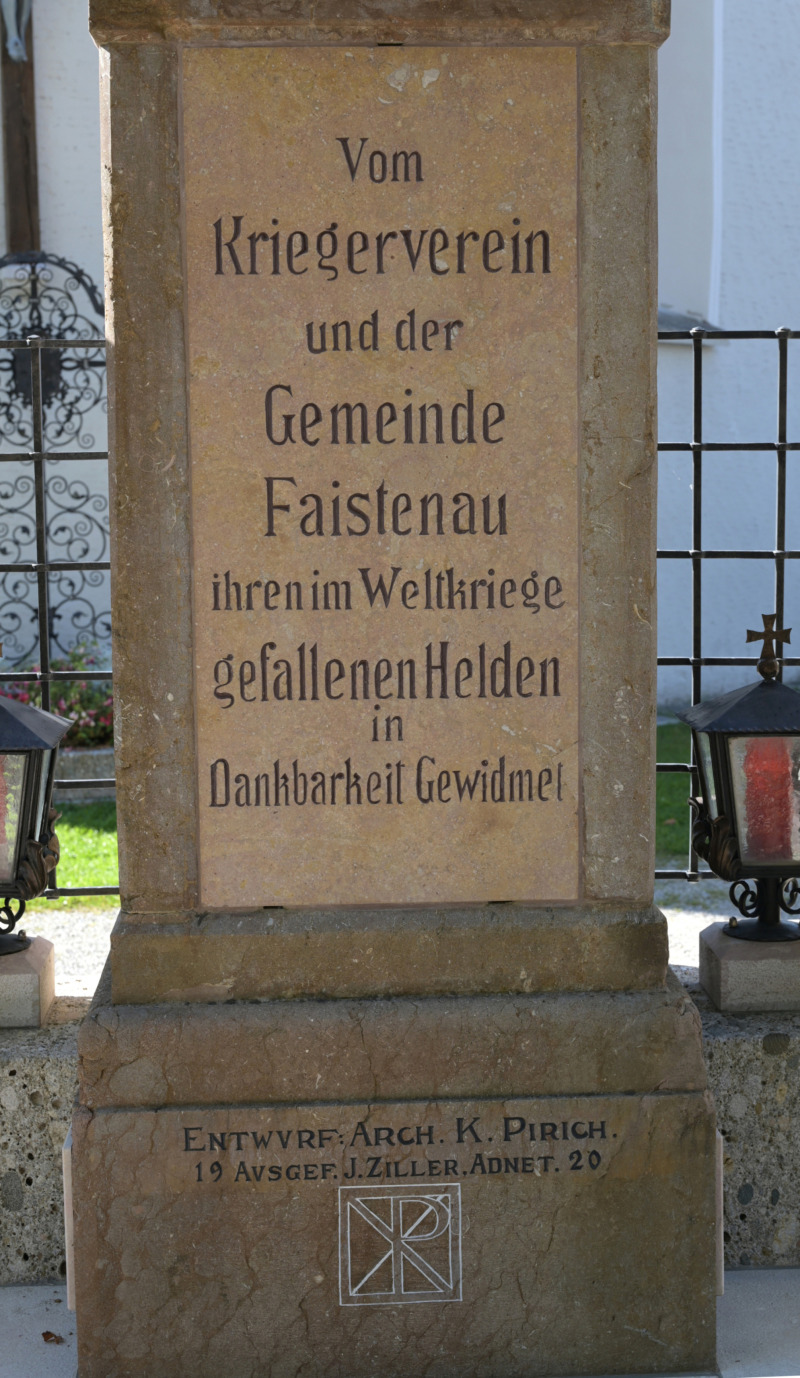 Vom
Kriegerverein
und der
Gemeinde
Faistenau
ihren im Weltkriege
gefallenen Helden
in
Dankbarkeit Gewidmet
ENTWVRF: ARCH. K. PIRICH.
19 AVSGEF. J. ZILLER, ADNET. 20